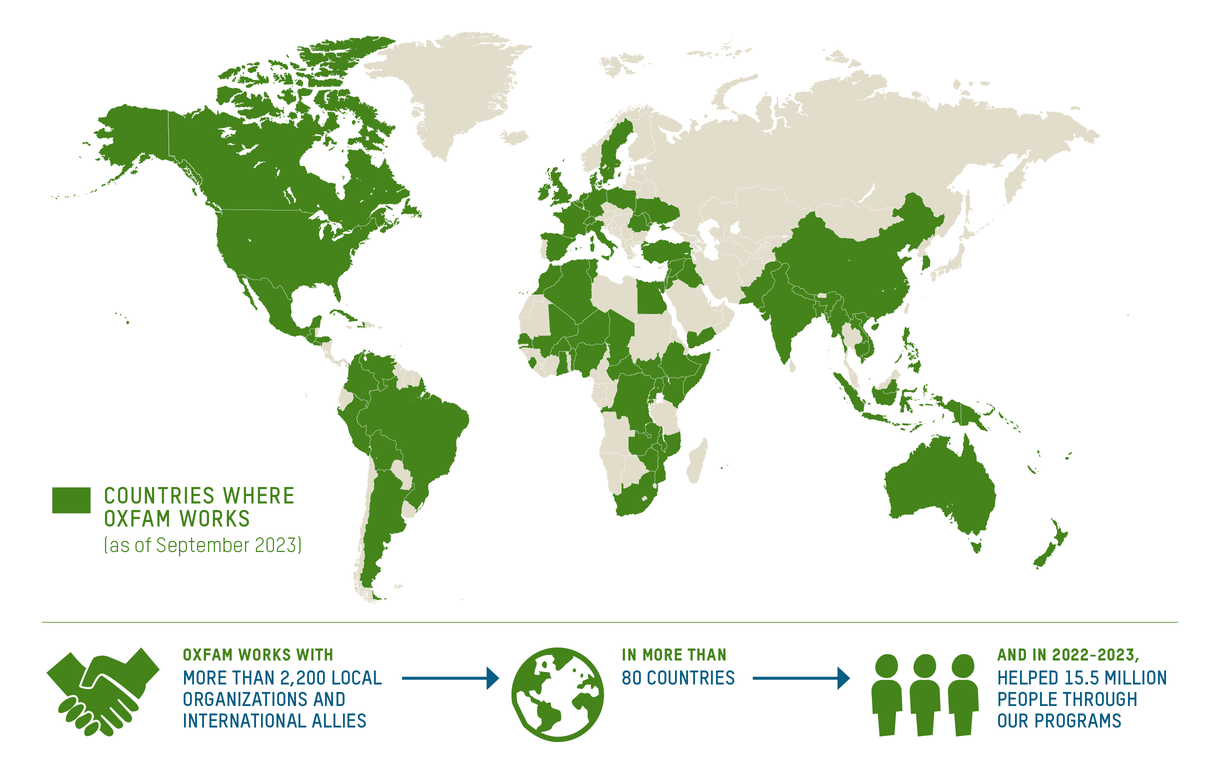 COUNTRIES WHERE
OXFAM WORKS
(as of September 2023)
OXFAM WORKS WITH
MORE THAN 2,200 LOCAL
ORGANIZATIONS AND
INTERNATIONAL ALLIES
IN MORE THAN
80 COUNTRIES
AND IN 2022-2023,
HELPED 15.5 MILLION
PEOPLE THROUGH
OUR PROGRAMS